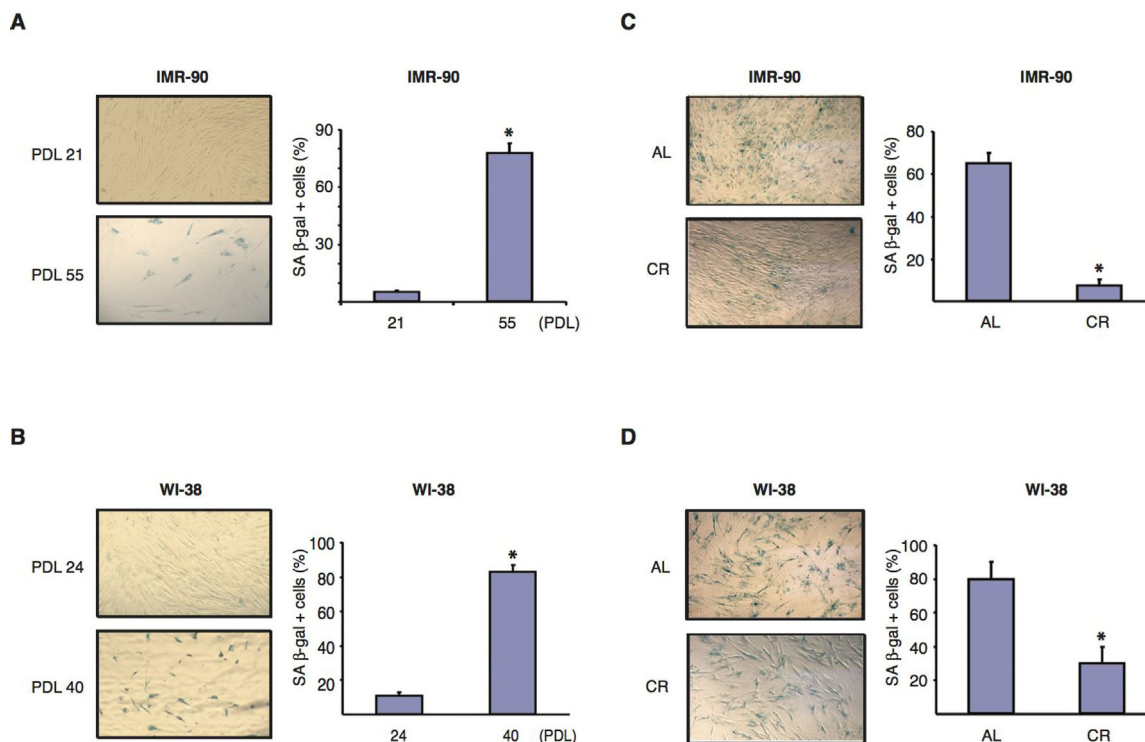 A
IMR-90
IMR-90
PDL 21
PDL 55
SA β-gal + cells (%)
90
60
30
*
21
55
(PDL)
B
WI-38
WI-38
PDL 24
PDL 40
SA β-gal + cells (%)
100
80
60
40
20
*
24
40
(PDL)
C
IMR-90
IMR-90
AL
CR
SA β-gal + cells (%)
80
60
40
20
*
AL
CR
D
WI-38
WI-38
AL
CR
SA β-gal + cells (%)
100
80
60
40
20
*
AL
CR